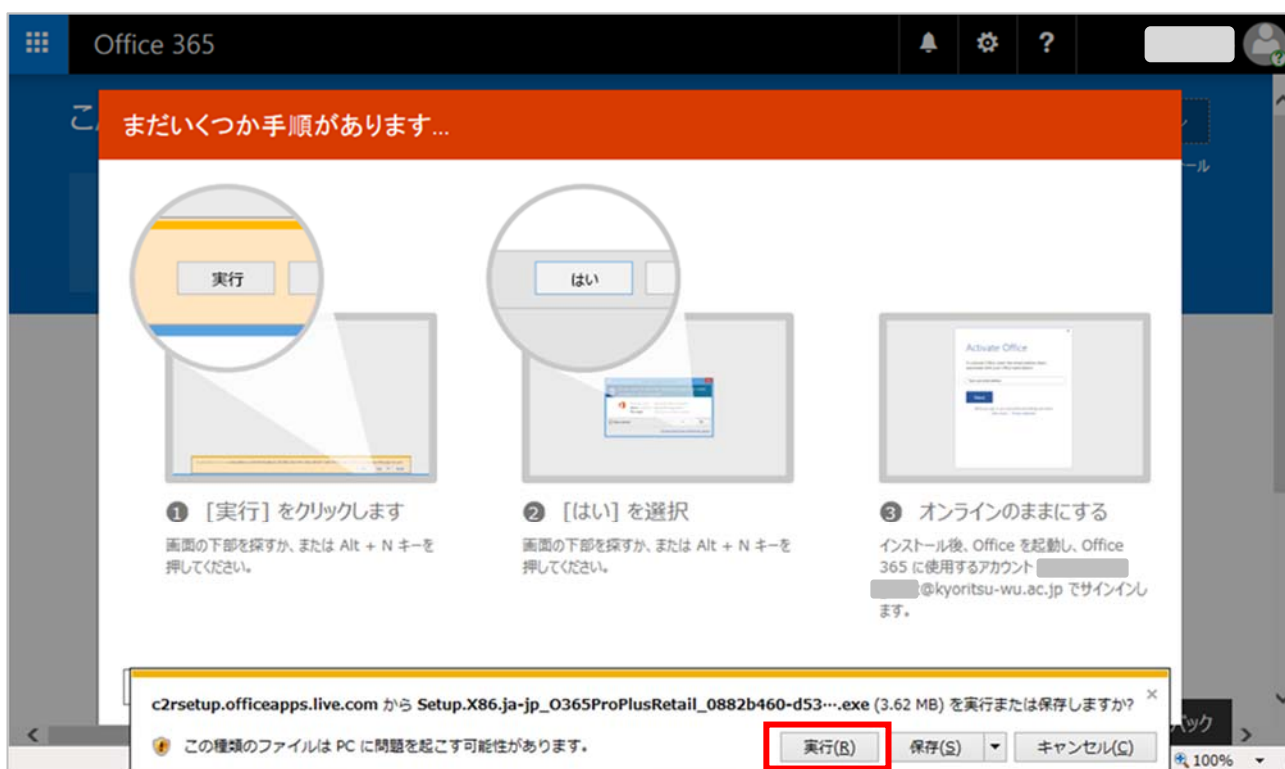 Office 365
?
こ
まだいくつか手順があります...
ール
実行
はい
Activate Office
❶ [実行] をクリックします
画面の下部を探すか、または Alt + N キーを
押してください。
❷ [はい] を選択
画面の下部を探すか、または Alt + N キーを
押してください。
❸ オンラインのままにする
インストール後、Office を起動し、Office
365 に使用するアカウント
@kyoritsu-wu.ac.jp でサインインし
ます。
c2rsetup.officeapps.live.com から Setup.X86.ja-jp_O365ProPlusRetail_0882b460-d53….exe (3.62 MB) を実行または保存しますか?
×
この種類のファイルは PC に問題を起こす可能性があります。
実行(R)
保存(S)
キャンセル(C)
バック
100%